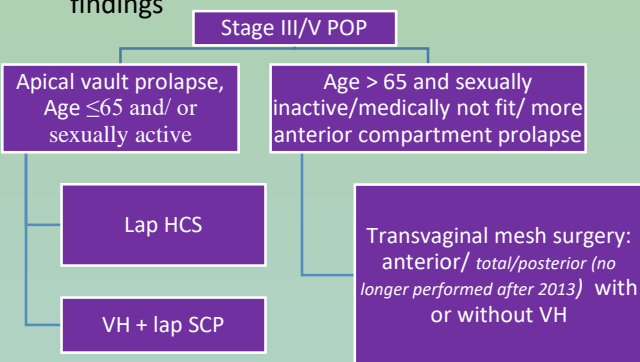 findings
Stage III/V POP
Apical vault prolapse,
Age ≤65 and/ or
sexually active
Age > 65 and sexually
inactive/medically not fit/ more
anterior compartment prolapse
Lap HCS
VH + lap SCP
Transvaginal mesh surgery:
anterior/ total/posterior (no
longer performed after 2013) with
or without VH